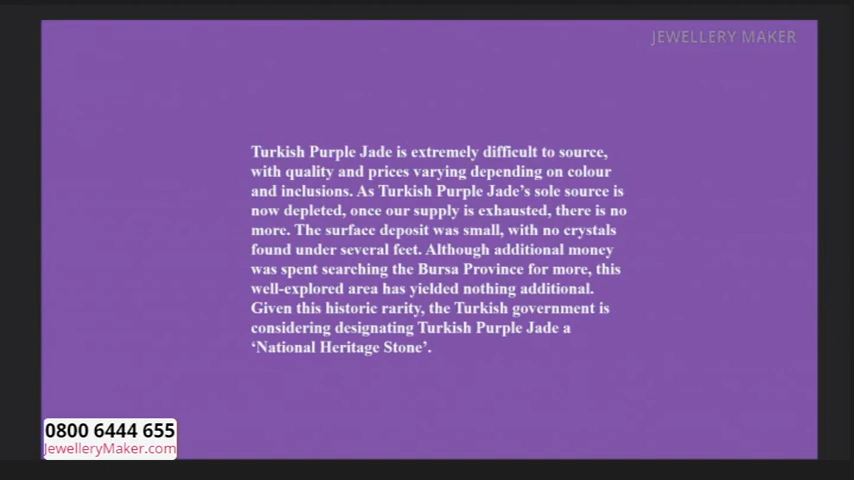 JEWELLERY MAKER
Turkish Purple Jade is extremely difficult to source,
with quality and prices varying depending on colour
and inclusions. As Turkish Purple Jade’s sole source is
now depleted, once our supply is exhausted, there is no
more. The surface deposit was small, with no crystals
found under several feet. Although additional money
was spent searching the Bursa Province for more, this
well-explored area has yielded nothing additional.
Given this historic rarity, the Turkish government is
considering designating Turkish Purple Jade a
‘National Heritage Stone’.
0800 6444 655
JewelleryMaker.com